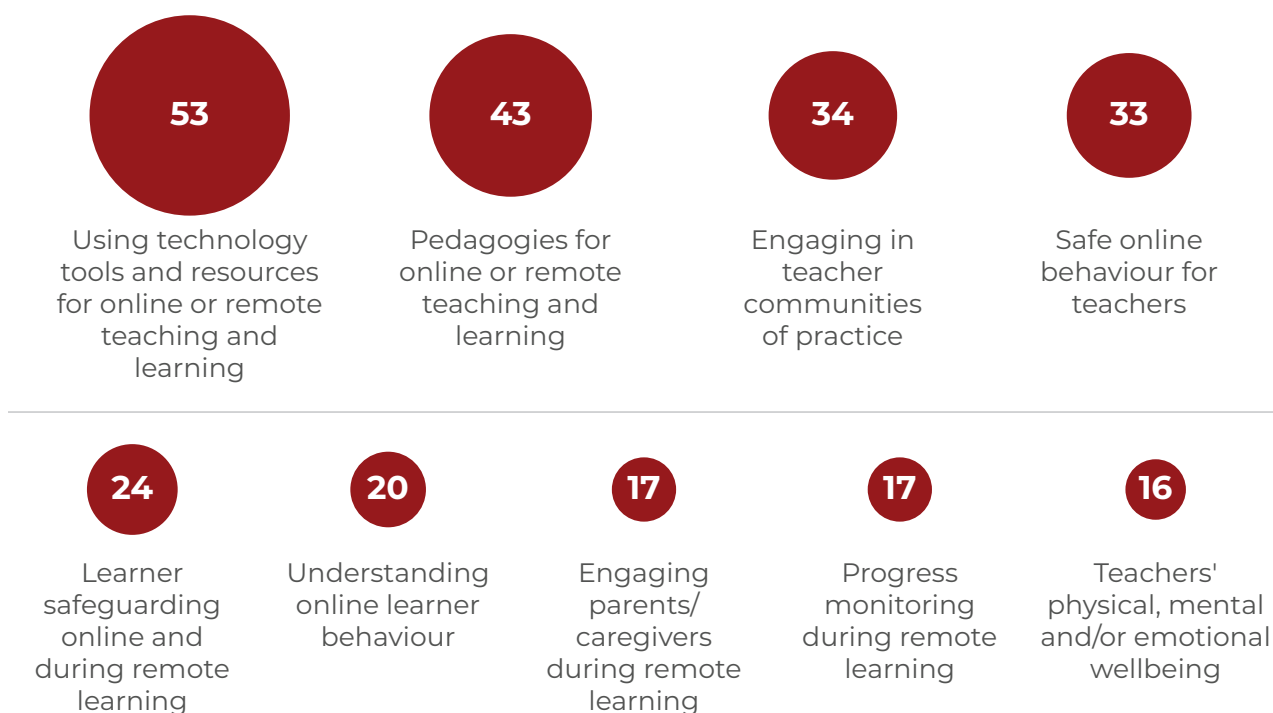 53
43
34
33
Using technology
tools and resources
for online or remote
teaching and
learning
Pedagogies for
online or remote
teaching and
learning
Engaging in
teacher
communities
of practice
Safe online
behaviour for
teachers
24
20
17
17
16
Learner
safeguarding
online and
during remote
learning
Understanding
online learner
behaviour
Engaging
parents/
caregivers
during remote
learning
Progress
monitoring
during remote
learning
Teachers'
physical, mental
and/or emotional
wellbeing